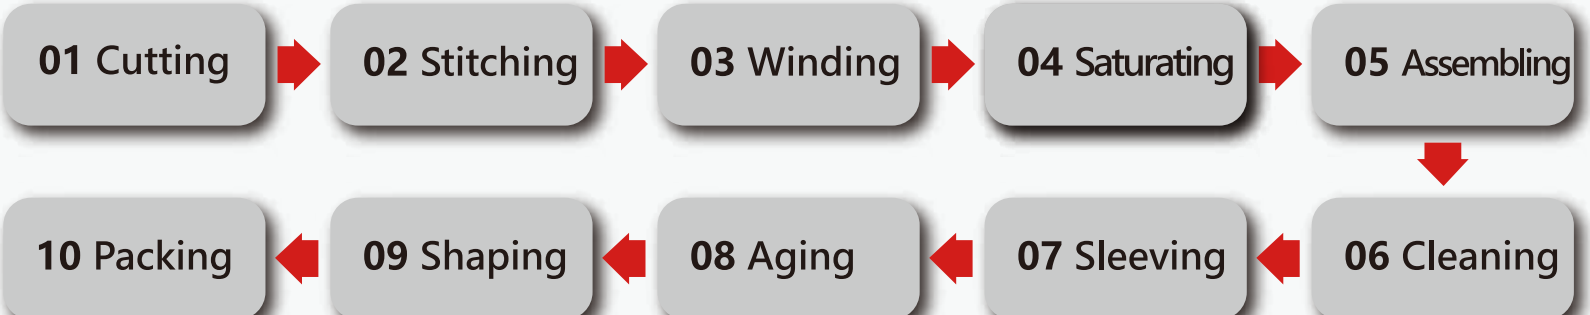 01 Cutting
02 Stitching
03 Winding
04 Saturating
05 Assembling
06 Cleaning
07 Sleeving
08 Aging
09 Shaping
10 Packing